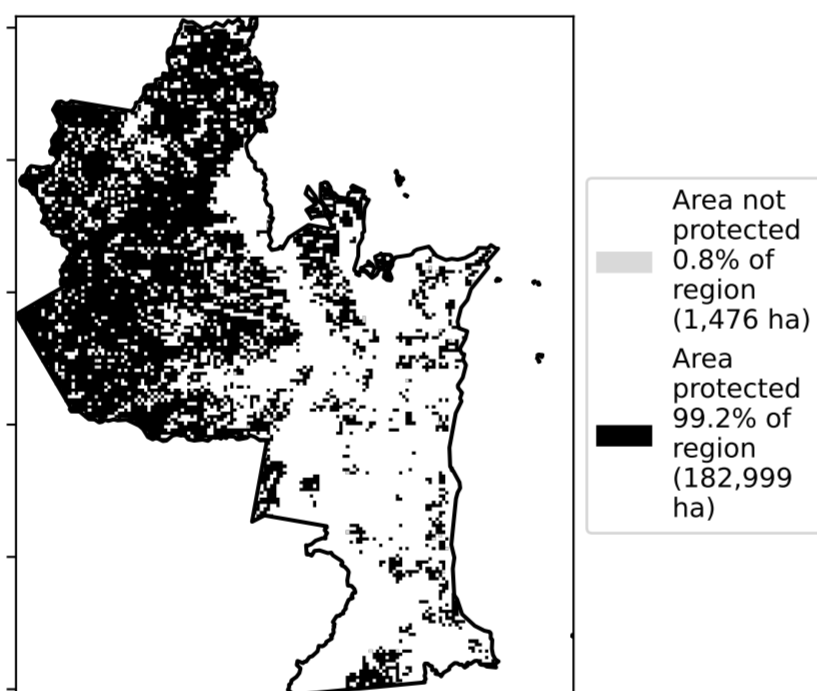 Area not
protected
0.8% of
region
(1,476 ha)
Area
protected
99.2% of
region
(182,999
ha)